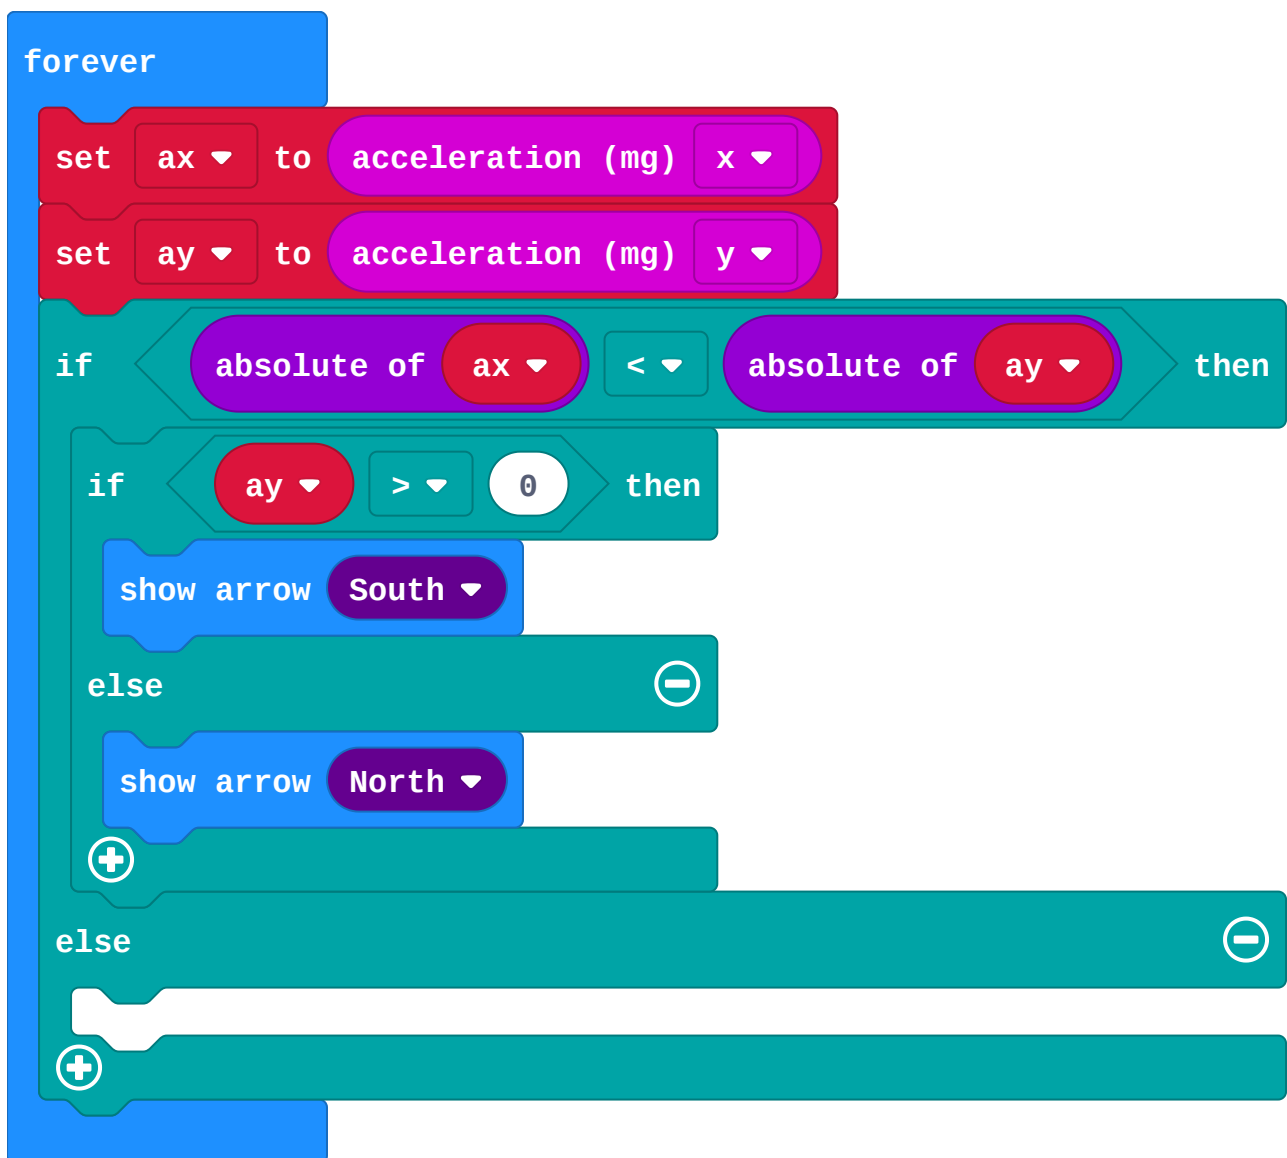 forever
set ax to acceleration (mg) x
set ay to acceleration (mg) y
if absolute of ax < absolute of ay then
if ay > 0 then
show arrow South
else
show arrow North
else